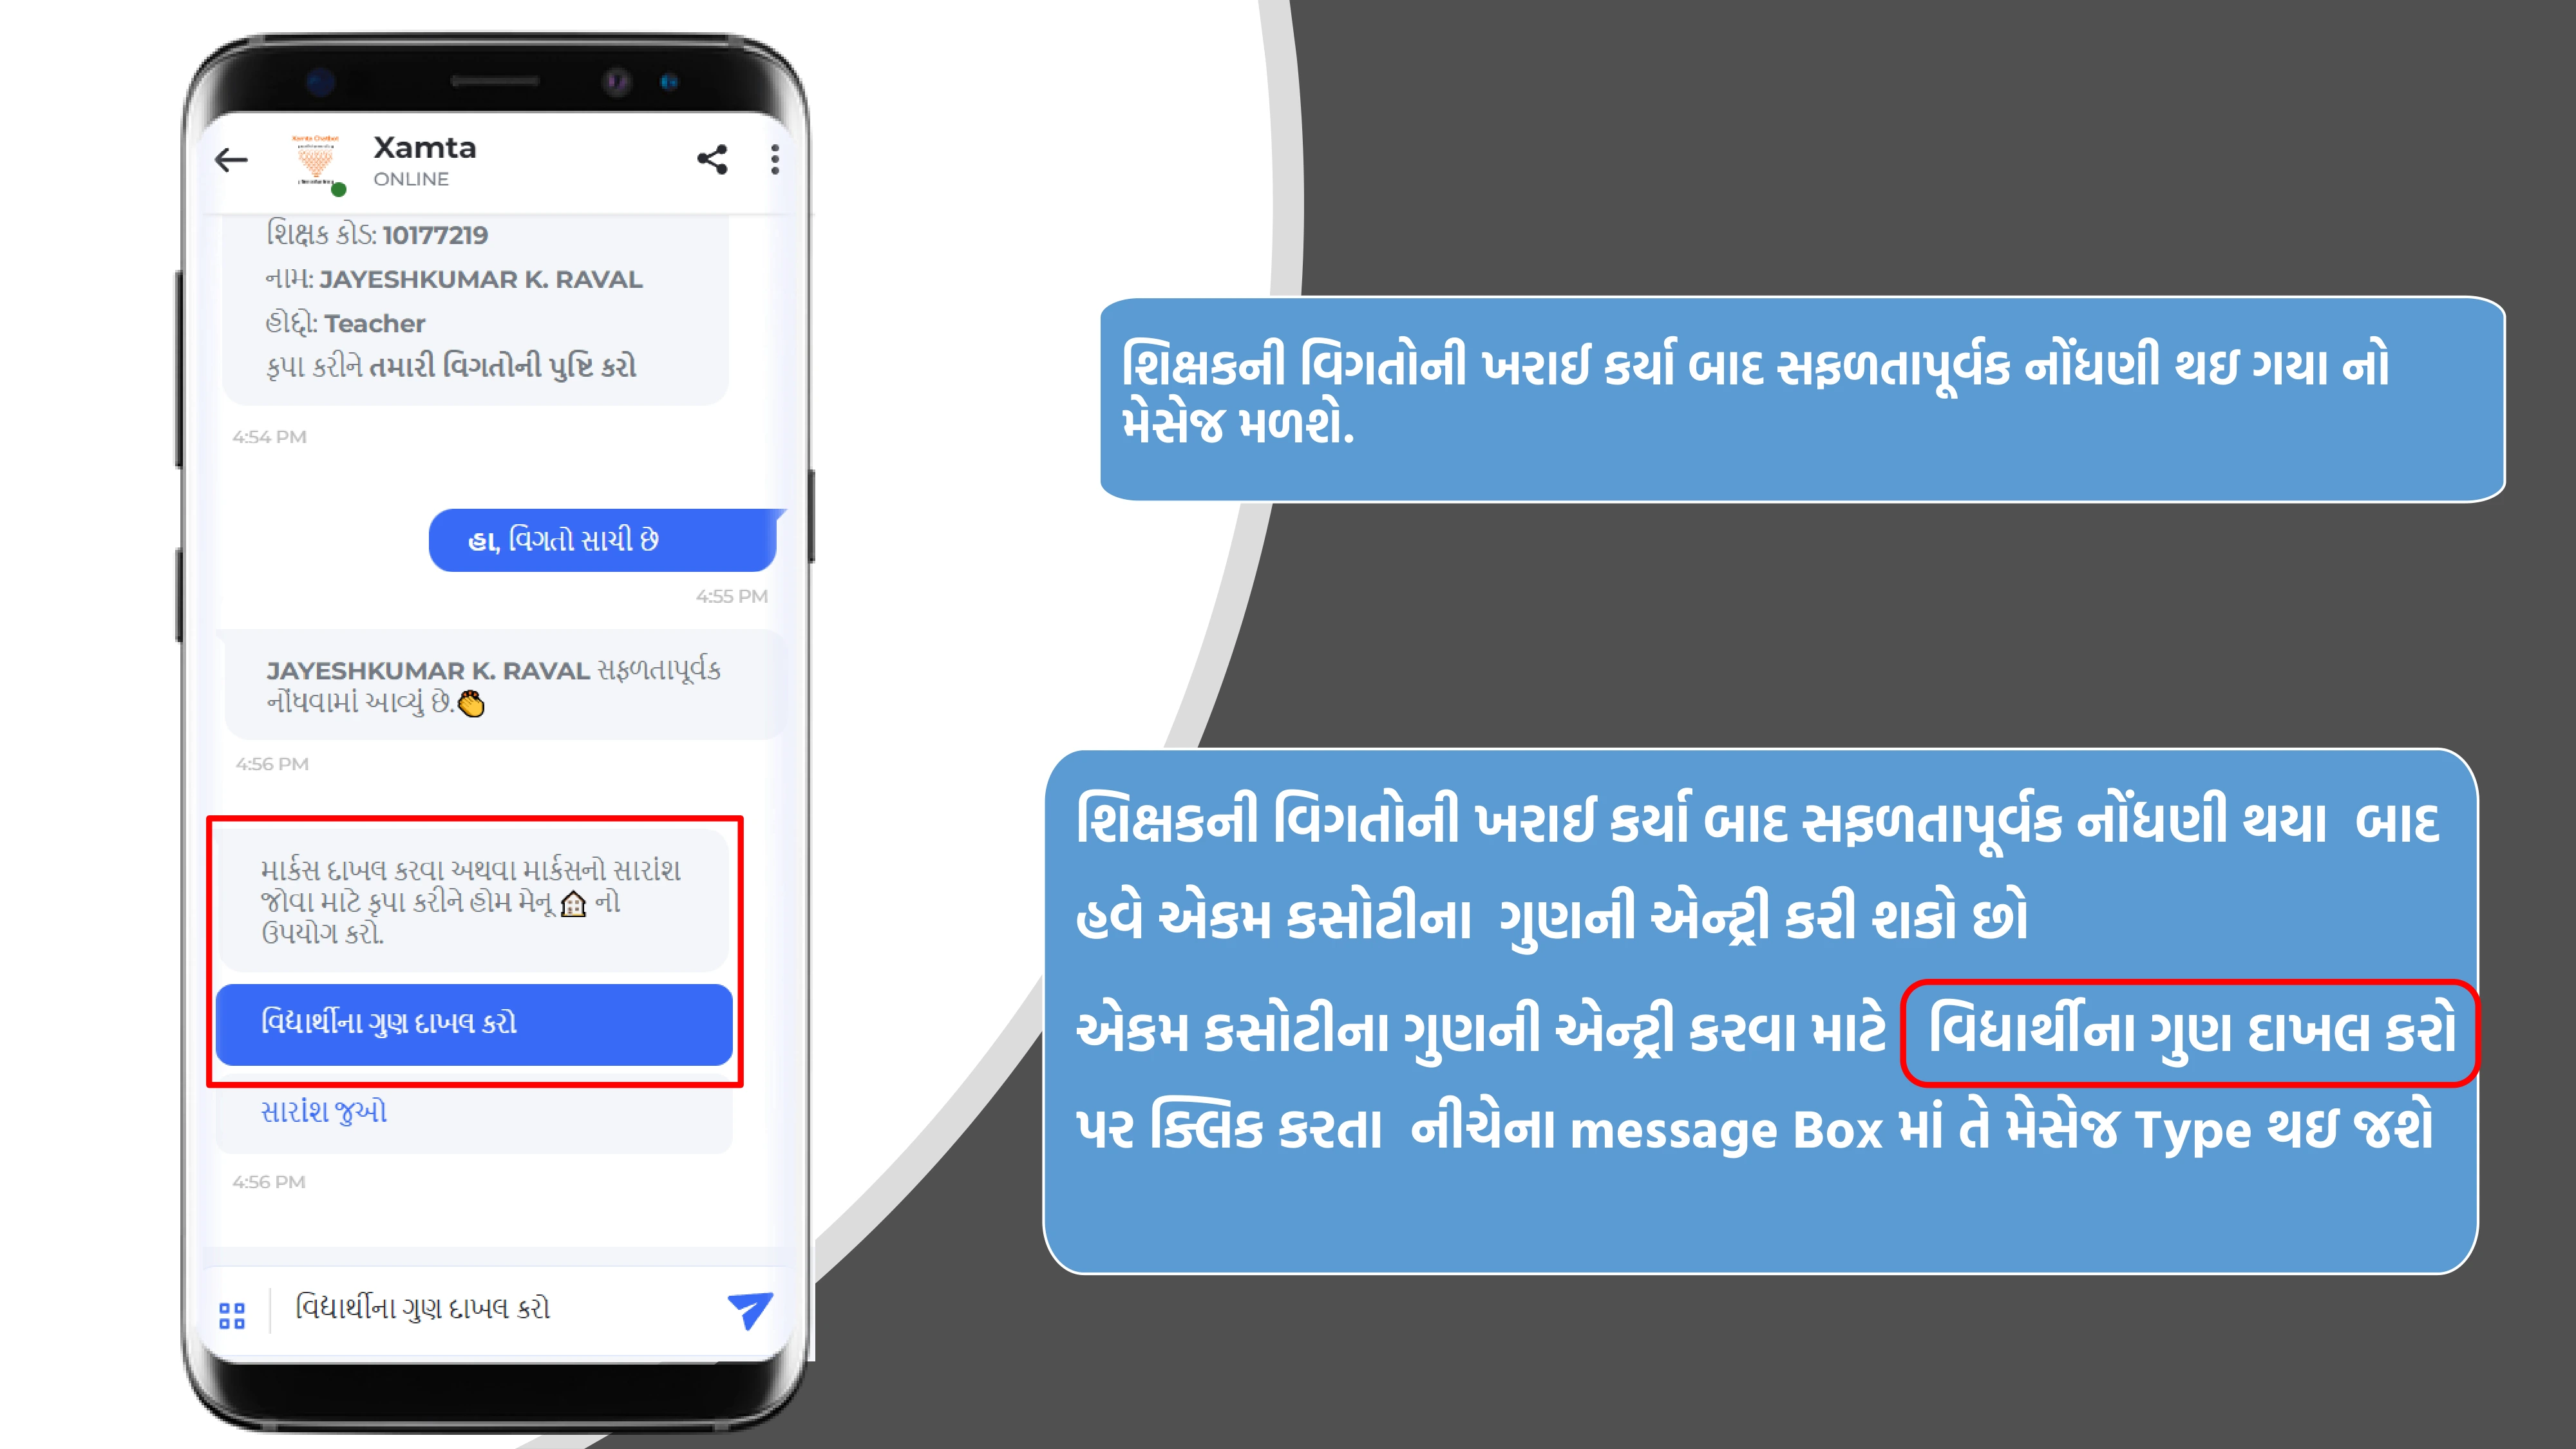 Xamta
ONLINE
શિક્ષક કોડ: 10177219
નામ: JAYESHKUMAR K. RAVAL
હોદ્દો: Teacher
કૃપા કરીને તમારી વિગતોની પુષ્ટિ કરો
4:54 PM
હા, વિગતો સાચી છે
4:55 PM
JAYESHKUMAR K. RAVAL સફળતાપૂર્વક
નોંધવામાં આવ્યું છે.👏
4:56 PM
માર્કસ દાખલ કરવા અથવા માર્કસનો સારાંશ
જોવા માટે કૃપા કરીને હોમ મેનૂ 🏠 નો
ઉપયોગ કરો.
વિદ્યાર્થીના ગુણ દાખલ કરો
સારાંશ જુઓ
4:56 PM
વિદ્યાર્થીના ગુણ દાખલ કરો
શિક્ષકની વિગતોની ખરાઈ કર્યા બાદ સફળતાપૂર્વક નોંધણી થઇ ગયા નો
મેસેજ મળશે.
શિક્ષકની વિગતોની ખરાઈ કર્યા બાદ સફળતાપૂર્વક નોંધણી થયા બાદ
હવે એકમ કસોટીના ગુણની એન્ટ્રી કરી શકો છો
એકમ કસોટીના ગુણની એન્ટ્રી કરવા માટે વિદ્યાર્થીના ગુણ દાખલ કરો
પર ક્લિક કરતા નીચેના message Box માં તે મેસેજ Type થઇ જશે